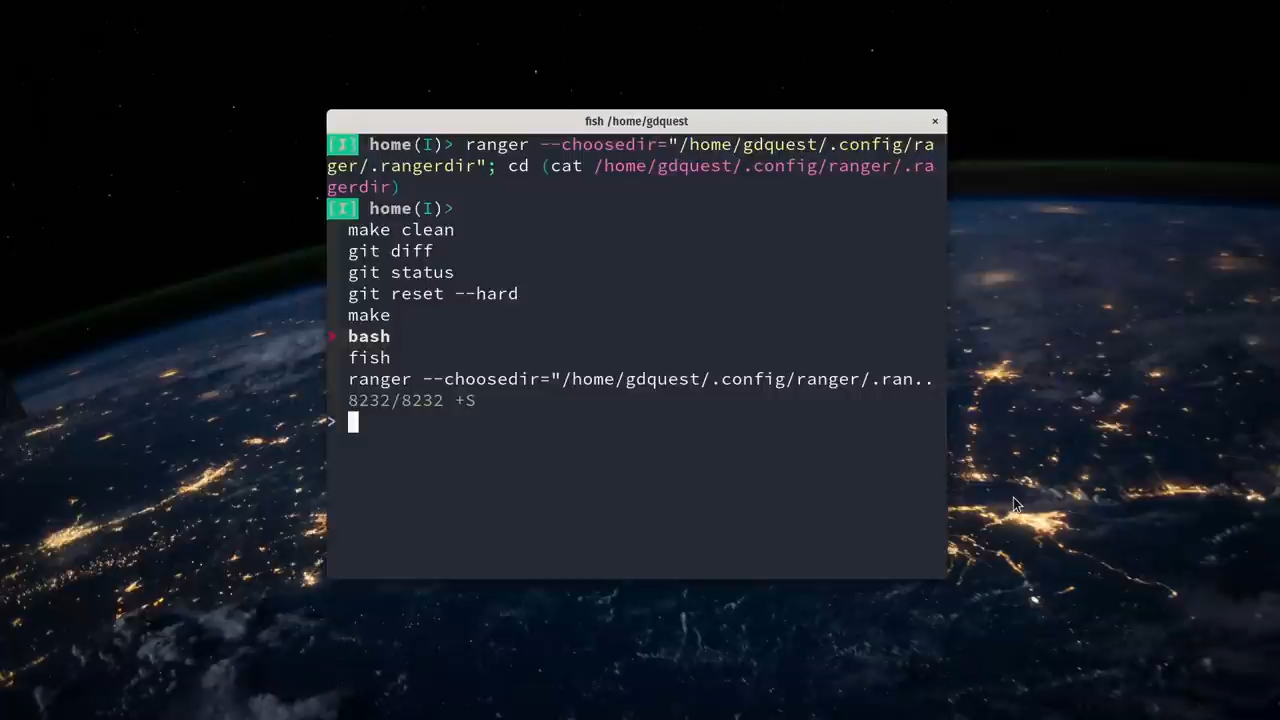 fish /home/gdquest
×
[I] home(I)> ranger --choosedir="/home/gdquest/.config/ra
ger/.rangerdir"; cd (cat /home/gdquest/.config/ranger/.ra
gerdir)
[I] home(I)>
make clean
git diff
git status
git reset --hard
make
bash
fish
ranger --choosedir="/home/gdquest/.config/ranger/.ran..
8232/8232 +S
>